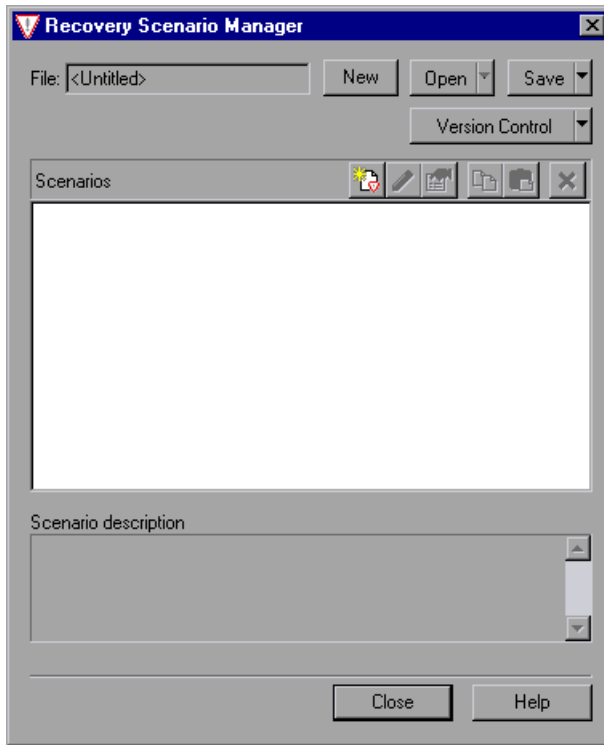 Recovery Scenario Manager
File: <Untitled> New Open Save
Version Control
Scenarios
Scenario description
Close Help